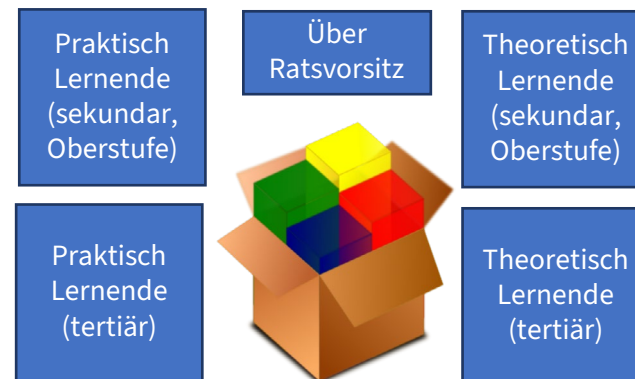 Praktisch
Lernende
(sekundar,
Oberstufe)
Über
Ratsvorsitz
Theoretisch
Lernende
(sekundar,
Oberstufe)
Praktisch
Lernende
(tertiär)
Theoretisch
Lernende
(tertiär)